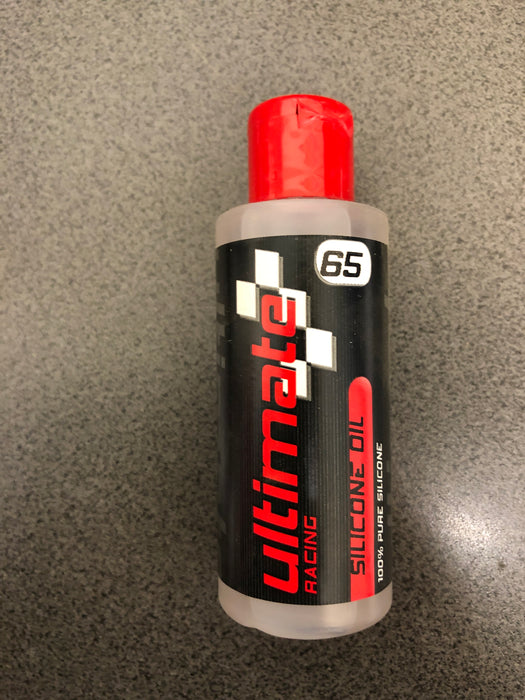 65
ultimate
RACING
SILICONE OIL
100% PURE SILICONE